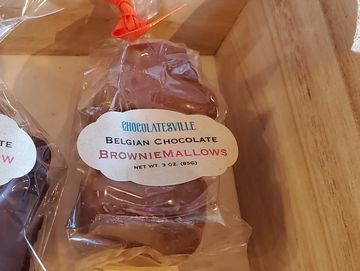 CHOCOLATESVILLE
BELGIAN CHOCOLATE
BROWNIEMALLOWS
NET WT. 3 OZ. (85G)